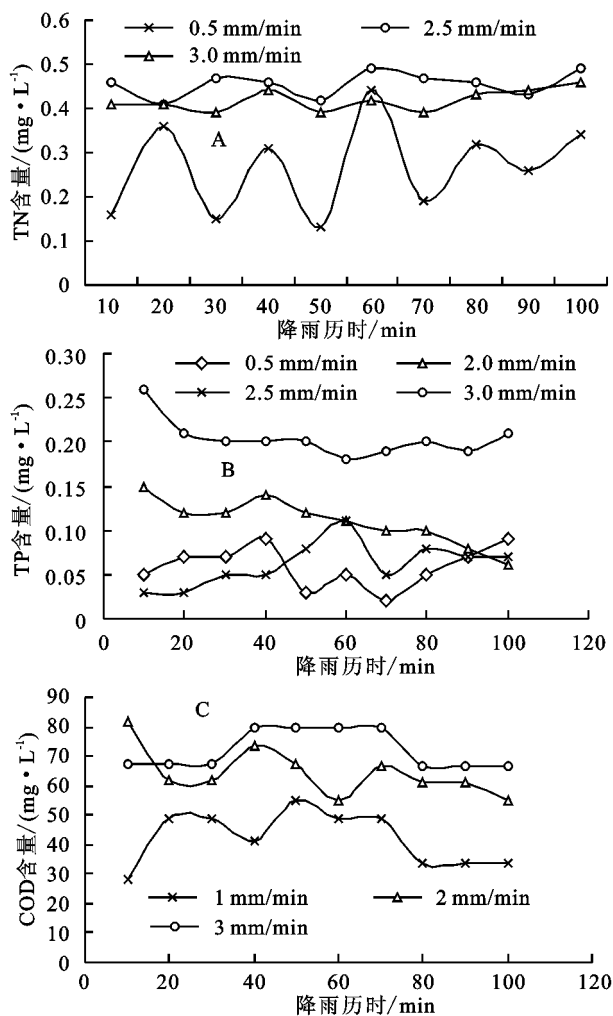 0.5 mm/min
2.5 mm/min
3.0 mm/min
A
0.6
0.5
0.4
0.3
0.2
0.1
0
TN含量/(mg·L⁻¹)
10 20 30 40 50 60 70 80 90 100
降雨历时/min
0.5 mm/min
2.0 mm/min
2.5 mm/min
3.0 mm/min
B
0.30
0.25
0.20
0.15
0.10
0.05
0
TP含量/(mg·L⁻¹)
0 20 40 60 80 100 120
降雨历时/min
C
90
80
70
60
50
40
30
20
10
0
COD含量/(mg·L⁻¹)
1 mm/min
2 mm/min
3 mm/min
0 20 40 60 80 100 120
降雨历时/min